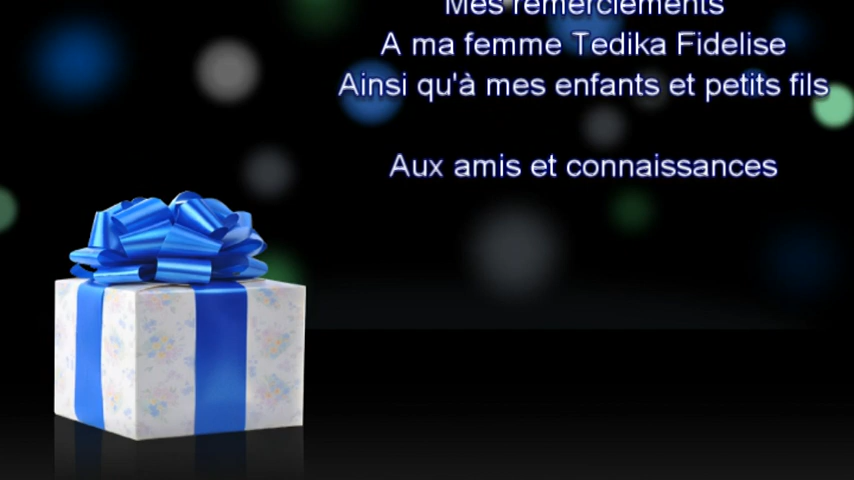 Mes remerciements
A ma femme Tedika Fidelise
Ainsi qu'à mes enfants et petits fils
Aux amis et connaissances